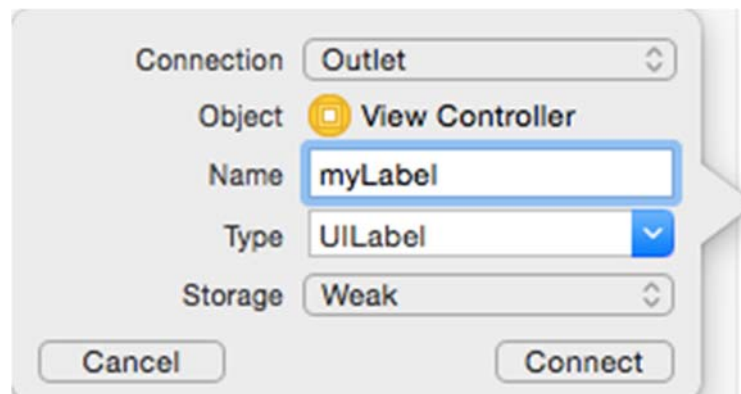 Connection Outlet
Object View Controller
Name myLabel
Type UILabel
Storage Weak
Cancel Connect